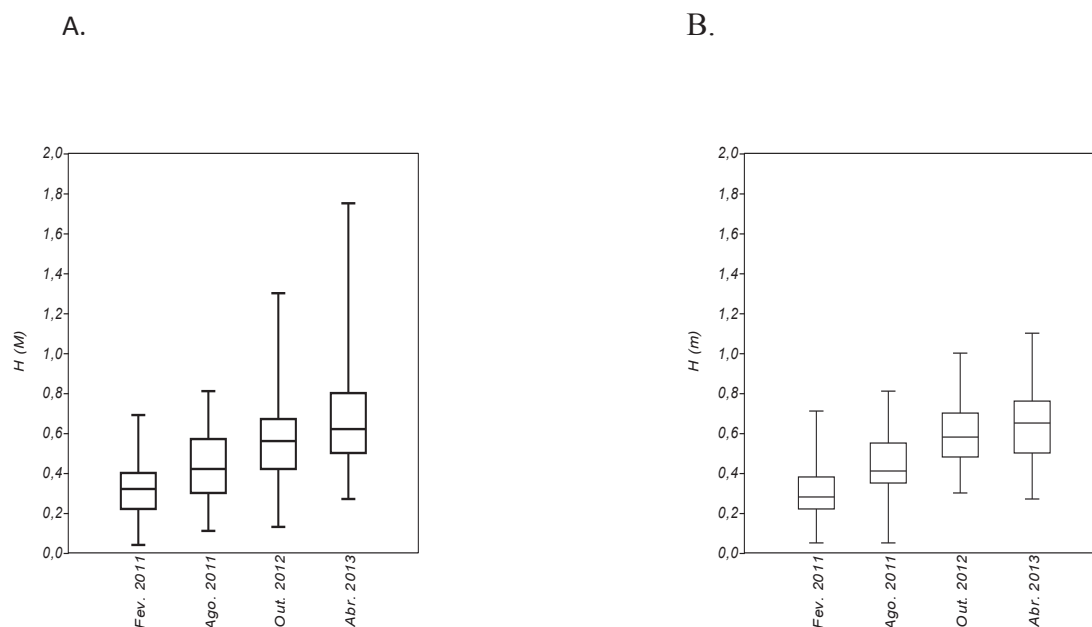 A.
H (M)
2,0
1,8
1,6
1,4
1,2
1,0
0,8
0,6
0,4
0,2
0,0
Fev. 2011
Ago. 2011
Out. 2012
Abr. 2013
B.
H (m)
2,0
1,8
1,6
1,4
1,2
1,0
0,8
0,6
0,4
0,2
0,0
Fev. 2011
Ago. 2011
Out. 2012
Abr. 2013